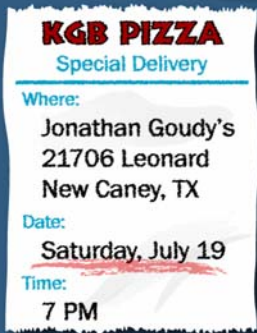 KGB PIZZA
Special Delivery
Where:
Jonathan Goudy's
21706 Leonard
New Caney, TX
Date:
Saturday, July 19
Time:
7 PM